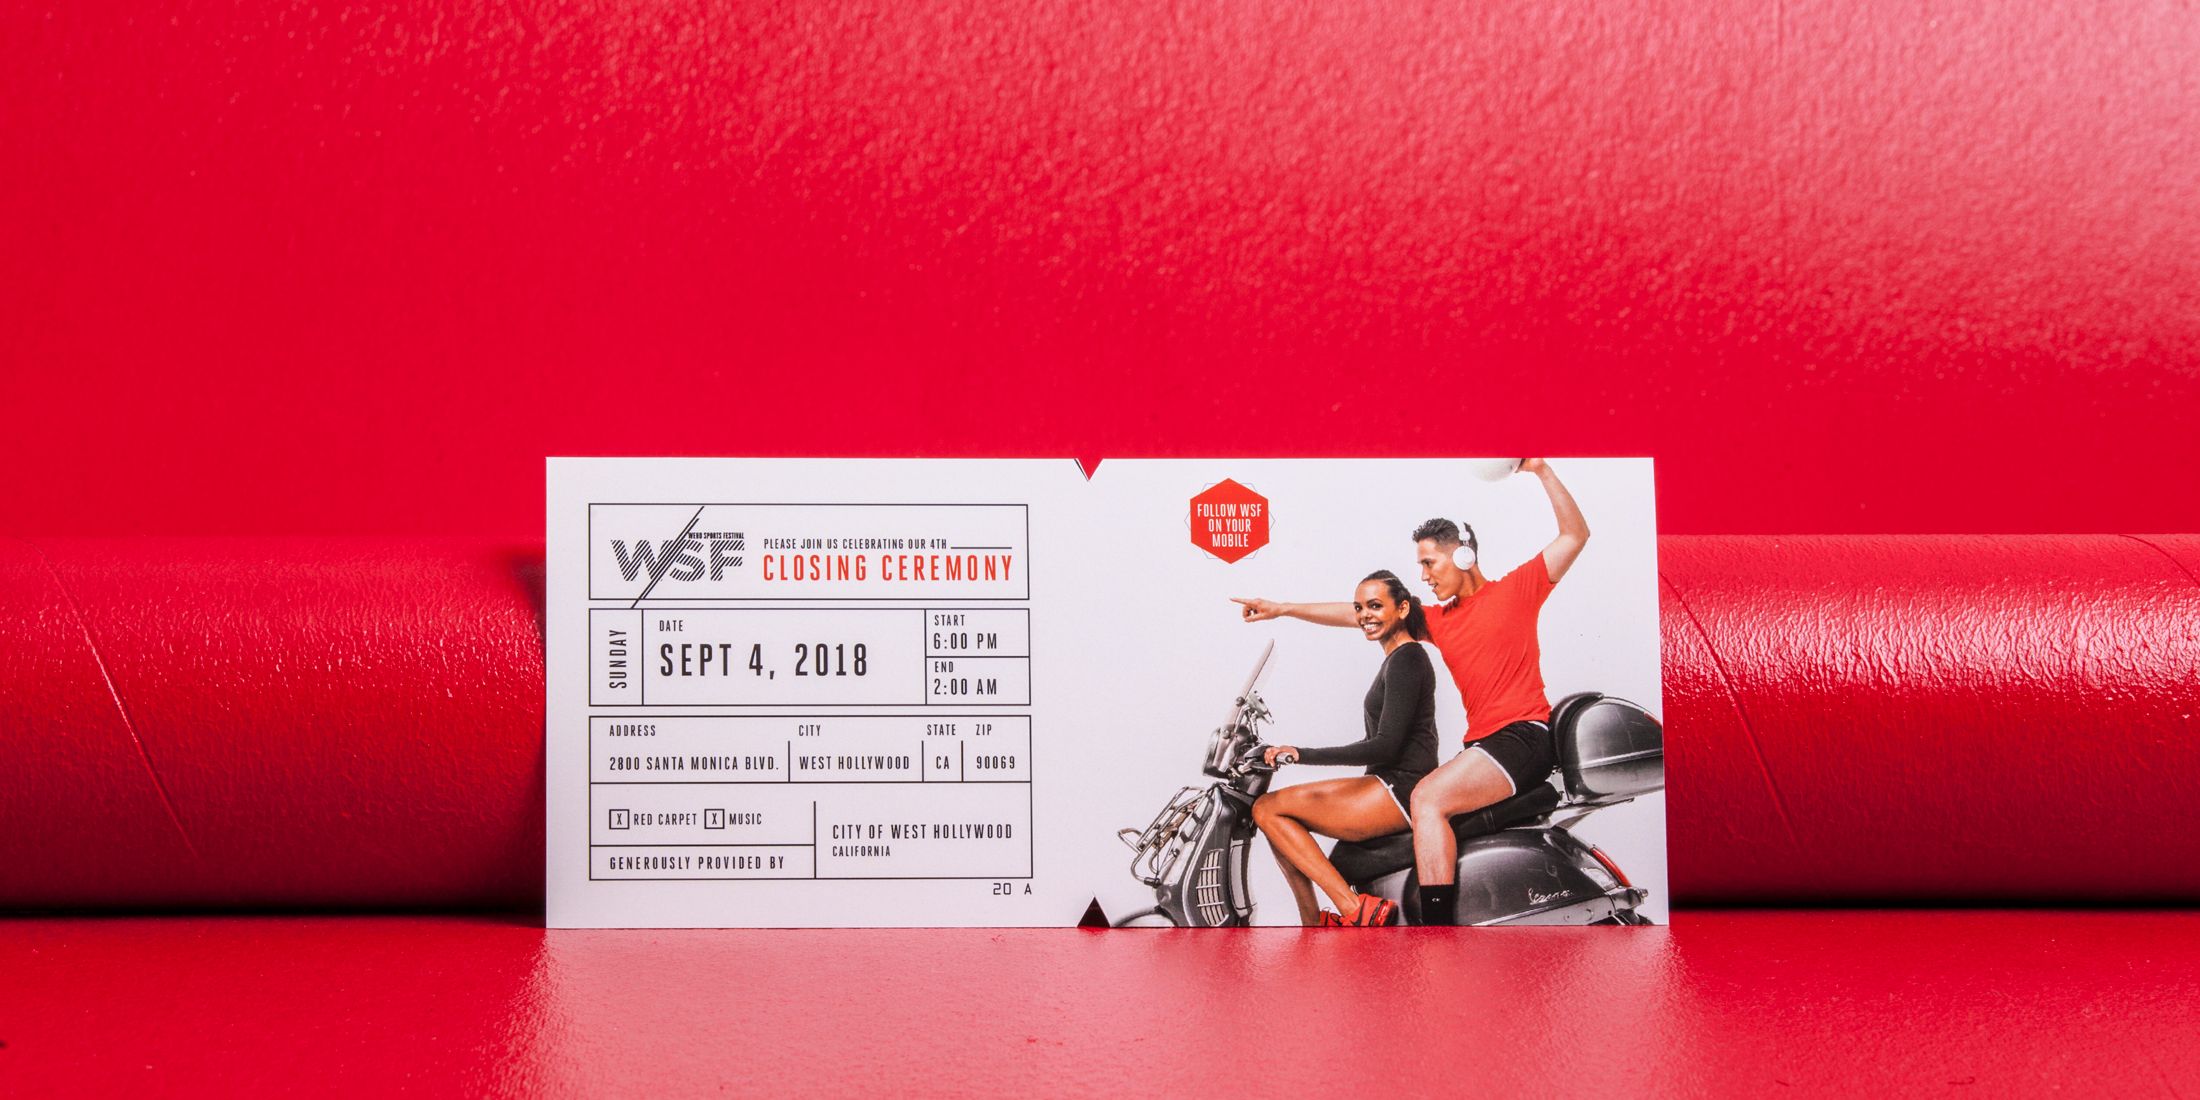 WEHO SPORTS FESTIVAL
WSF
PLEASE JOIN US CELEBRATING OUR 4TH
CLOSING CEREMONY
SUNDAY
DATE
SEPT 4, 2018
START
6:00 PM
END
2:00 AM
ADDRESS CITY STATE ZIP
2800 SANTA MONICA BLVD. WEST HOLLYWOOD CA 90069
X RED CARPET X MUSIC
GENEROUSLY PROVIDED BY
CITY OF WEST HOLLYWOOD
CALIFORNIA
20 A
FOLLOW WSF
ON YOUR
MOBILE